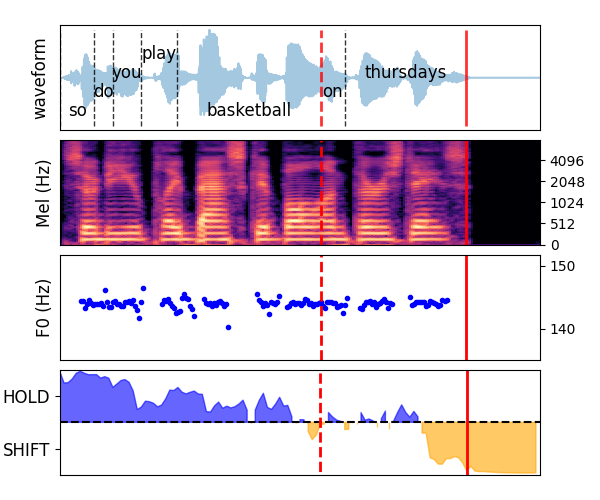 waveform
play
you
thursdays
do
on
so
basketball
Mel (Hz)
4096
2048
1024
512
0
F0 (Hz)
150
140
HOLD
SHIFT